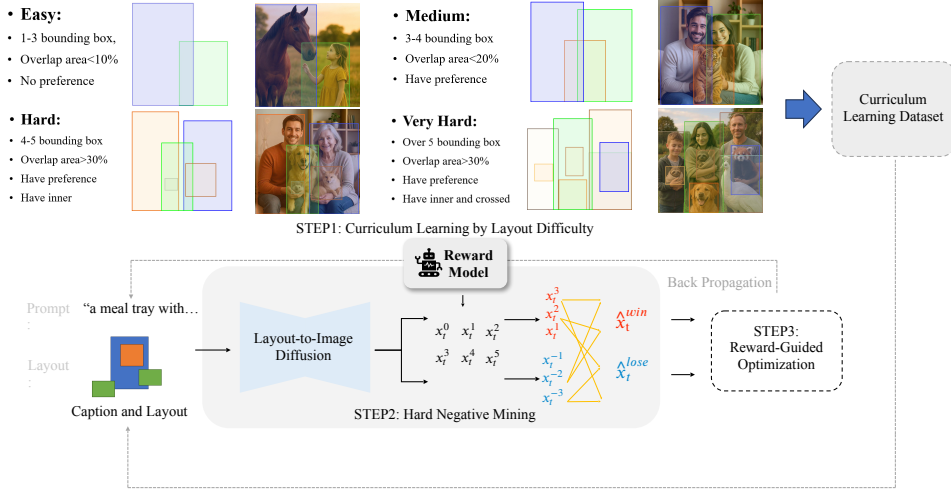 • Easy:
• 1-3 bounding box,
• Overlap area<10%
• No preference
• Medium:
• 3-4 bounding box
• Overlap area<20%
• Have preference
• Hard:
• 4-5 bounding box
• Overlap area>30%
• Have preference
• Have inner
• Very Hard:
• Over 5 bounding box
• Overlap area>30%
• Have preference
• Have inner and crossed
Curriculum
Learning Dataset
STEP1: Curriculum Learning by Layout Difficulty
Reward
Model
Back Propagation
Prompt
:
“a meal tray with…
Layout
:
Caption and Layout
Layout-to-Image
Diffusion
x_t^0 x_t^1 x_t^2
x_t^3 x_t^4 x_t^5
x_t^3
x_t^2
x_t^1
x_t^{-1}
x_t^{-2}
x_t^{-3}
x̂_t^{win}
x̂_t^{lose}
STEP2: Hard Negative Mining
STEP3:
Reward-Guided
Optimization